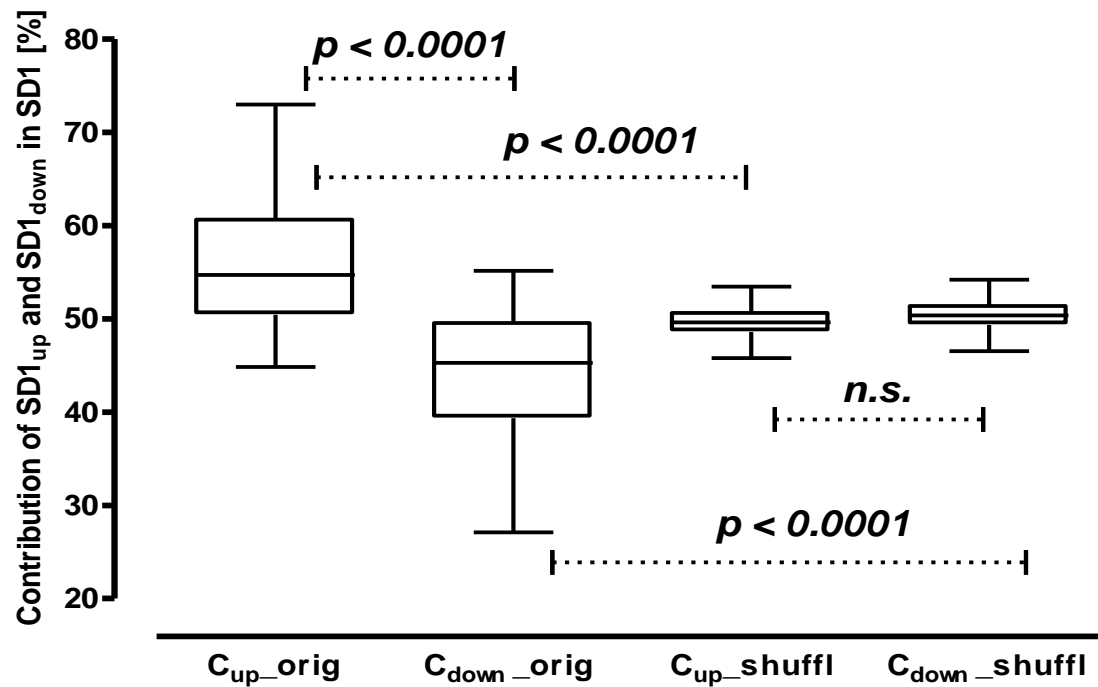 Contribution of SD1up and SD1down in SD1 [%]
80
70
60
50
40
30
20
p < 0.0001
p < 0.0001
n.s.
p < 0.0001
Cup_orig
Cdown_orig
Cup_shuffl
Cdown_shuffl